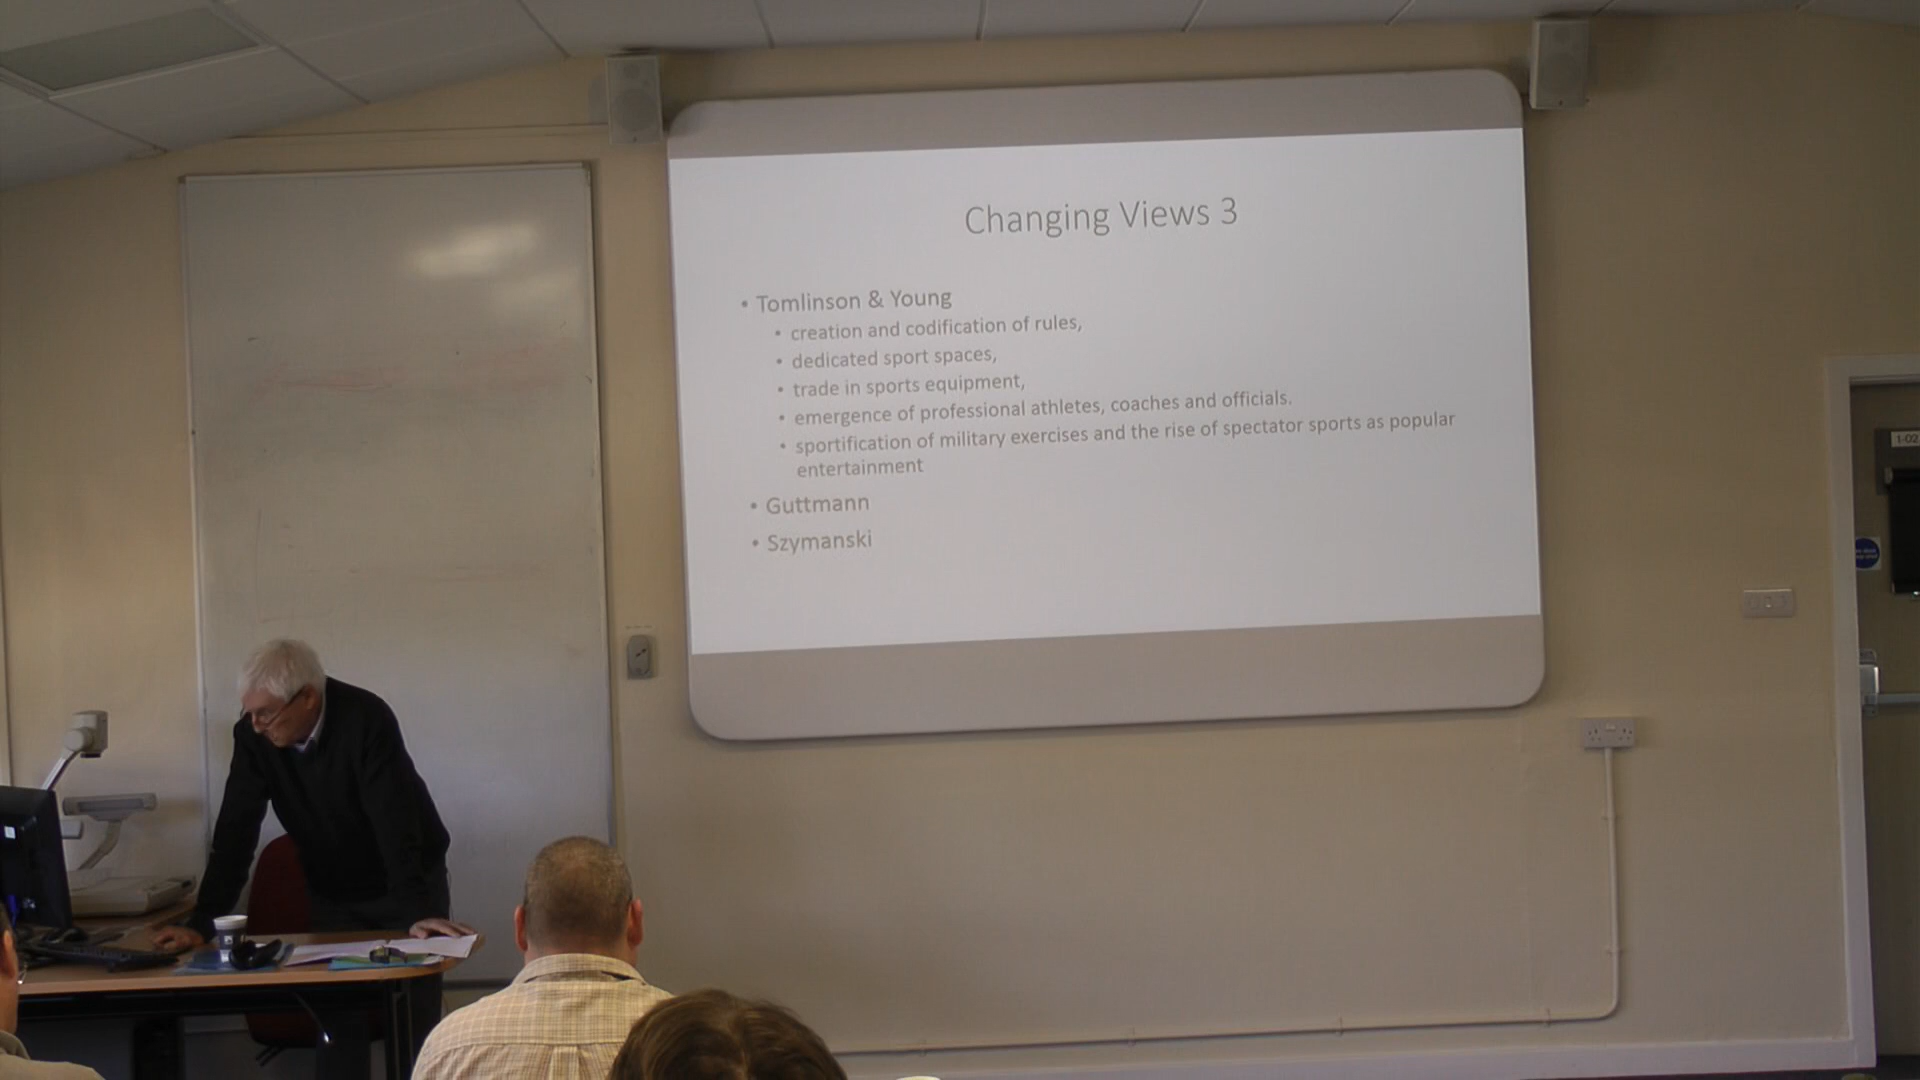 Changing Views 3
• Tomlinson & Young
• creation and codification of rules,
• dedicated sport spaces,
• trade in sports equipment,
• emergence of professional athletes, coaches and officials.
• sportification of military exercises and the rise of spectator sports as popular
entertainment
• Guttmann
• Szymanski
1-02